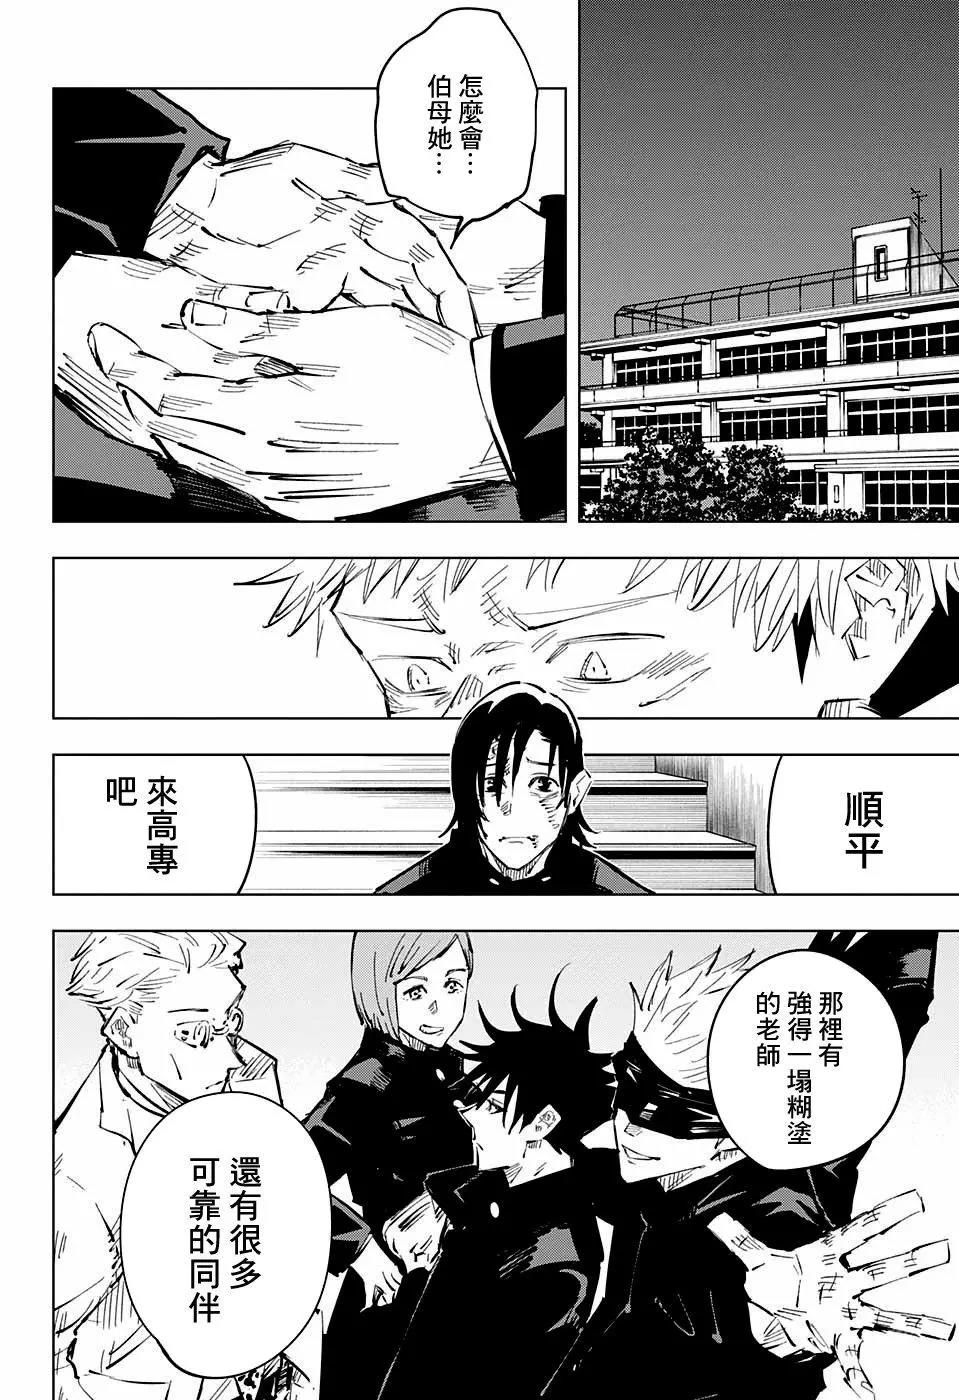 怎麼會…
伯母她…
順平
來高專
吧
那裡有
強得一塌糊塗
的老師
還有很多
可靠的同伴